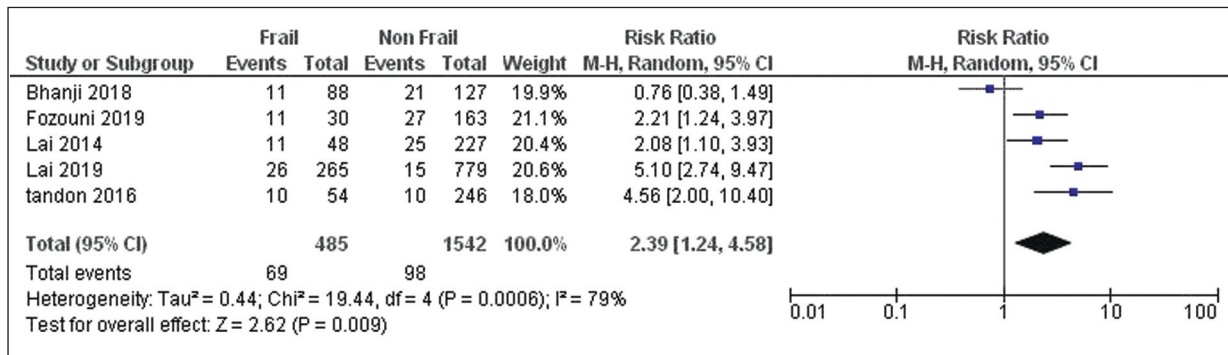 Frail Non Frail Risk Ratio Risk Ratio
Study or Subgroup Events Total Events Total Weight M-H, Random, 95% CI M-H, Random, 95% CI
Bhanji 2018 11 88 21 127 19.9% 0.76 [0.38, 1.49]
Fozouni 2019 11 30 27 163 21.1% 2.21 [1.24, 3.97]
Lai 2014 11 48 25 227 20.4% 2.08 [1.10, 3.93]
Lai 2019 26 265 15 779 20.6% 5.10 [2.74, 9.47]
tandon 2016 10 54 10 246 18.0% 4.56 [2.00, 10.40]
Total (95% CI) 485 1542 100.0% 2.39 [1.24, 4.58]
Total events 69 98
Heterogeneity: Tau² = 0.44; Chi² = 19.44, df = 4 (P = 0.0006); I² = 79%
Test for overall effect: Z = 2.62 (P = 0.009)
0.01 0.1 1 10 100